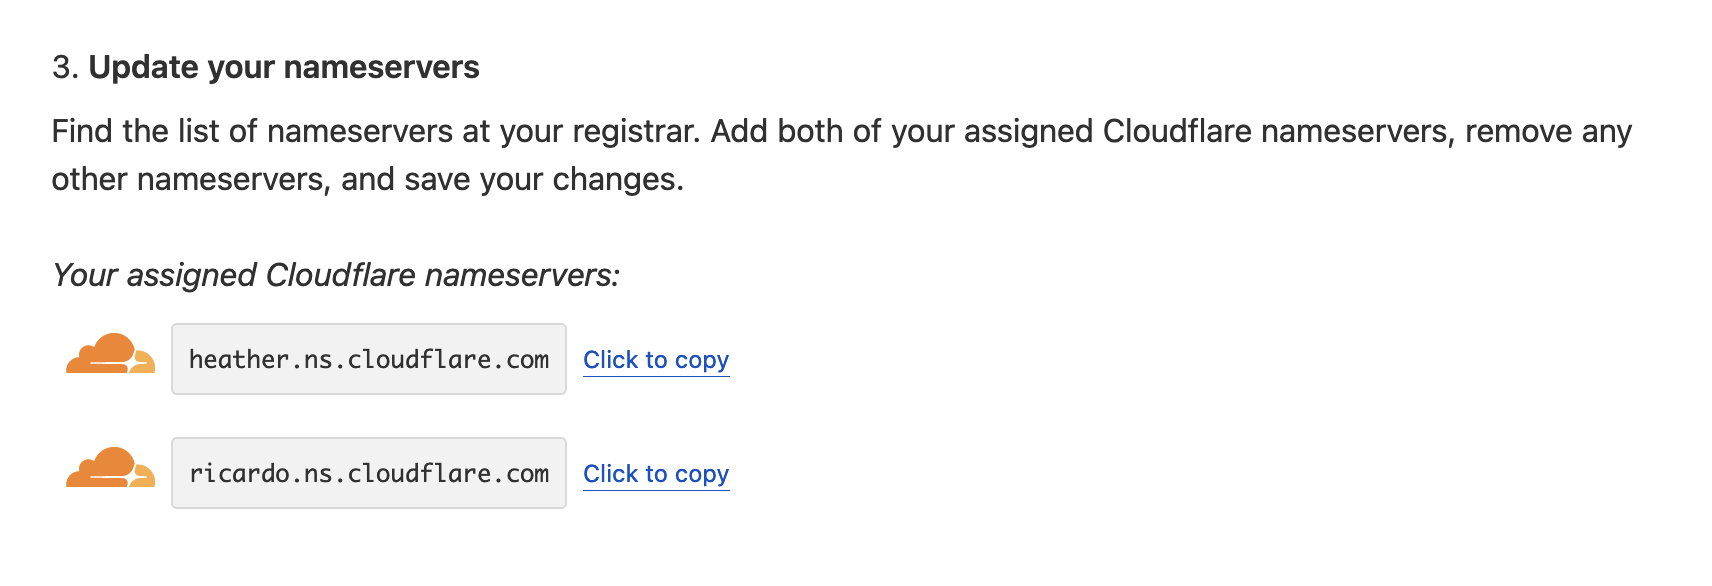 3. Update your nameservers
Find the list of nameservers at your registrar. Add both of your assigned Cloudflare nameservers, remove any
other nameservers, and save your changes.
Your assigned Cloudflare nameservers:
heather.ns.cloudflare.com Click to copy
ricardo.ns.cloudflare.com Click to copy